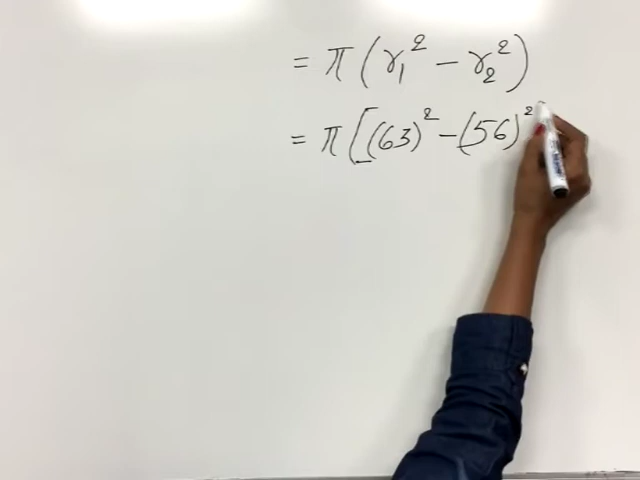 = π (r₁² − r₂²)
= π [(63)² − (56)²